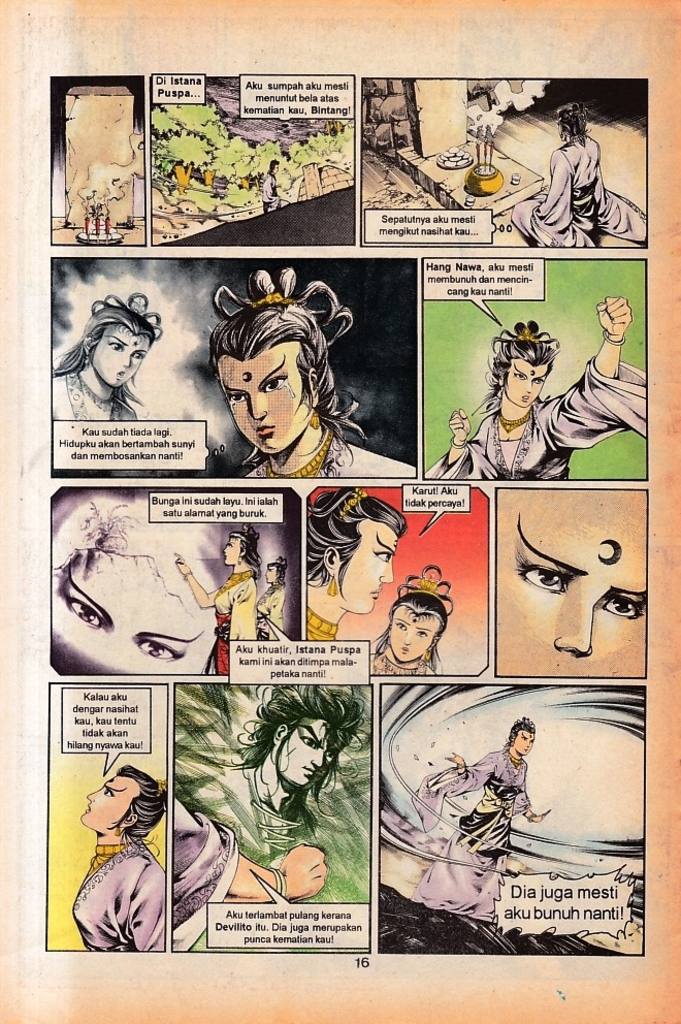 Di Istana
Puspa...
Aku sumpah aku mesti
menuntut bela atas
kematian kau, Bintang!
Sepatutnya aku mesti
mengikut nasihat kau...
Kau sudah tiada lagi.
Hidupku akan bertambah sunyi
dan membosankan nanti!
Hang Nawa, aku mesti
membunuh dan mencin-
cang kau nanti!
Bunga ini sudah layu. Ini ialah
satu alamat yang buruk.
Aku khuatir, Istana Puspa
kami ini akan ditimpa mala-
petaka nanti!
Karut! Aku
tidak percaya!
Kalau aku
dengar nasihat
kau, kau tentu
tidak akan
hilang nyawa kau!
Aku terlambat pulang kerana
Devilito itu. Dia juga merupakan
punca kematian kau!
Dia juga mesti
aku bunuh nanti!
16